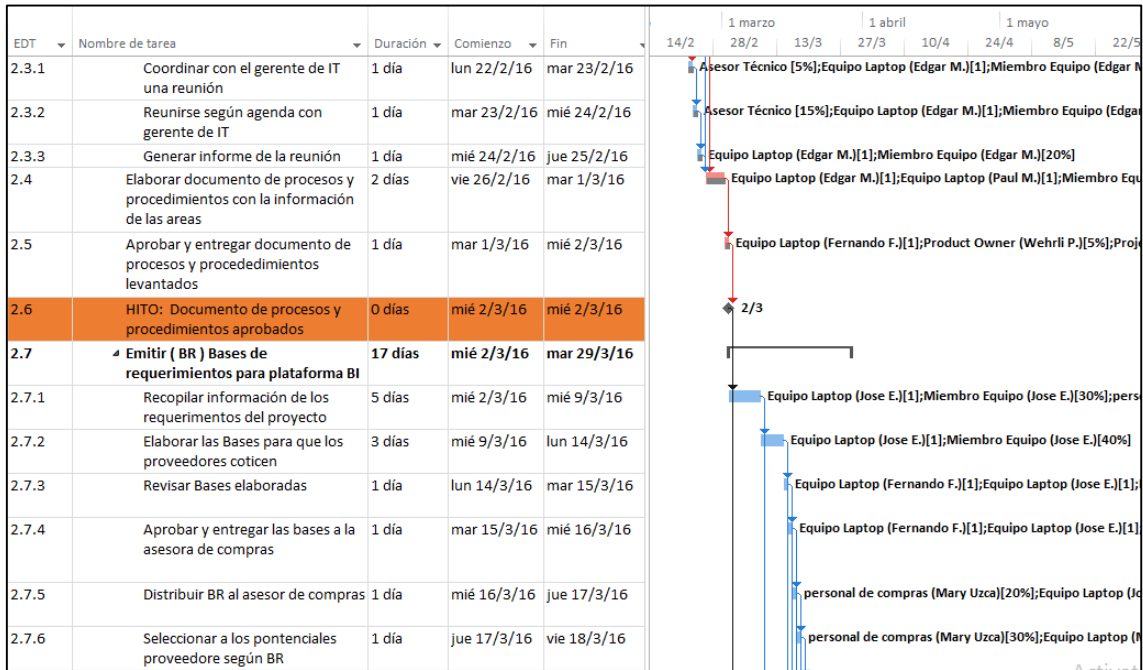 1 marzo 1 abril 1 mayo
EDT Nombre de tarea Duración Comienzo Fin 14/2 28/2 13/3 27/3 10/4 24/4 8/5 22/5
2.3.1 Coordinar con el gerente de IT 1 día lun 22/2/16 mar 23/2/16 Asesor Técnico [5%];Equipo Laptop (Edgar M.)[1];Miembro Equipo (Edgar M
una reunión
2.3.2 Reunirse según agenda con 1 día mar 23/2/16 mié 24/2/16 Asesor Técnico [15%];Equipo Laptop (Edgar M.)[1];Miembro Equipo (Edgar
gerente de IT
2.3.3 Generar informe de la reunión 1 día mié 24/2/16 jue 25/2/16 Equipo Laptop (Edgar M.)[1];Miembro Equipo (Edgar M.)[20%]
2.4 Elaborar documento de procesos y 2 días vie 26/2/16 mar 1/3/16 Equipo Laptop (Edgar M.)[1];Equipo Laptop (Paul M.)[1];Miembro Equ
procedimientos con la información
de las areas
2.5 Aprobar y entregar documento de 1 día mar 1/3/16 mié 2/3/16 Equipo Laptop (Fernando F.)[1];Product Owner (Wehrli P.)[5%];Proj
procesos y procededimientos
levantados
2.6 HITO: Documento de procesos y 0 días mié 2/3/16 mié 2/3/16 2/3
procedimientos aprobados
2.7 Emitir ( BR ) Bases de 17 días mié 2/3/16 mar 29/3/16
requerimientos para plataforma BI
2.7.1 Recopilar información de los 5 días mié 2/3/16 mié 9/3/16 Equipo Laptop (Jose E.)[1];Miembro Equipo (Jose E.)[30%];pers
requerimentos del proyecto
2.7.2 Elaborar las Bases para que los 3 días mié 9/3/16 lun 14/3/16 Equipo Laptop (Jose E.)[1];Miembro Equipo (Jose E.)[40%]
proveedores coticen
2.7.3 Revisar Bases elaboradas 1 día lun 14/3/16 mar 15/3/16 Equipo Laptop (Fernando F.)[1];Equipo Laptop (Jose E.)[1];
2.7.4 Aprobar y entregar las bases a la 1 día mar 15/3/16 mié 16/3/16 Equipo Laptop (Fernando F.)[1];Equipo Laptop (Jose E.)[1];
asesora de compras
2.7.5 Distribuir BR al asesor de compras 1 día mié 16/3/16 jue 17/3/16 personal de compras (Mary Uzca)[20%];Equipo Laptop (Jo
2.7.6 Seleccionar a los pontenciales 1 día jue 17/3/16 vie 18/3/16 personal de compras (Mary Uzca)[30%];Equipo Laptop (M
proveedore según BR